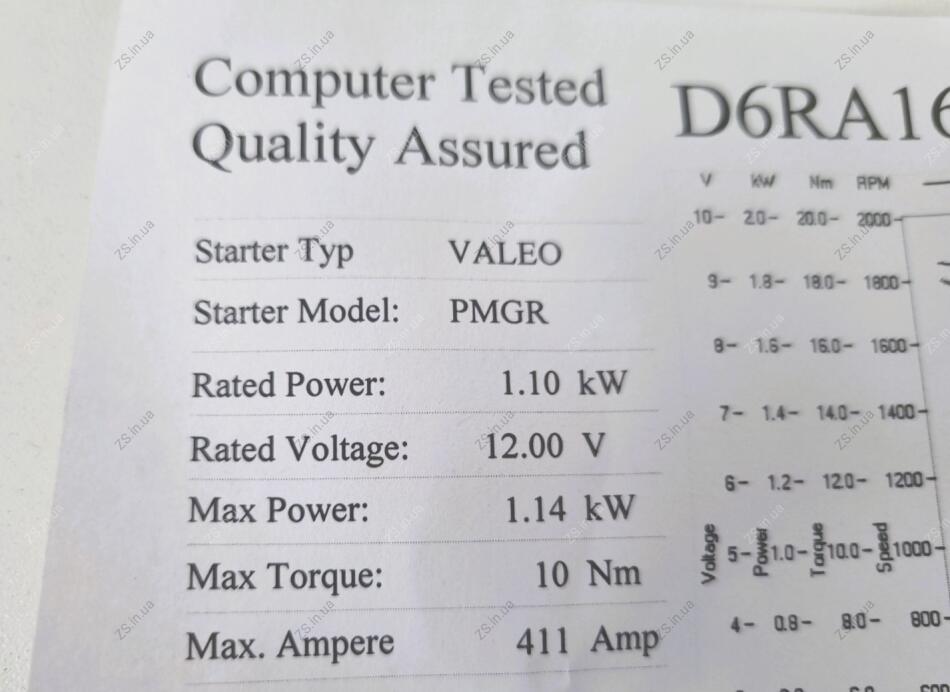 Computer Tested
Quality Assured
D6RA16
Starter Typ VALEO
Starter Model: PMGR
Rated Power: 1.10 kW
Rated Voltage: 12.00 V
Max Power: 1.14 kW
Max Torque: 10 Nm
Max. Ampere 411 Amp
V kW Nm RPM
10- 2.0- 20.0- 2000-
9- 1.8- 18.0- 1800-
8- 1.6- 16.0- 1600-
7- 1.4- 14.0- 1400-
6- 1.2- 12.0- 1200-
Voltage 5- Power 1.0- Torque 10.0- Speed 1000-
4- 0.8- 8.0- 800-
ZS.in.ua